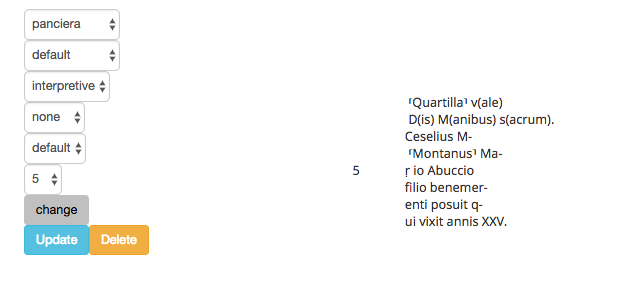 panciera
default
interpretive
none
default
5
change
Update Delete
⸢Quartilla⸣ v(ale)
D(is) M(anibus) s(acrum).
Ceselius M-
⸢Montanus⸣ Ma-
5 ṛ io Abuccio
filio benemer-
enti posuit q-
ui vixit annis XXV.